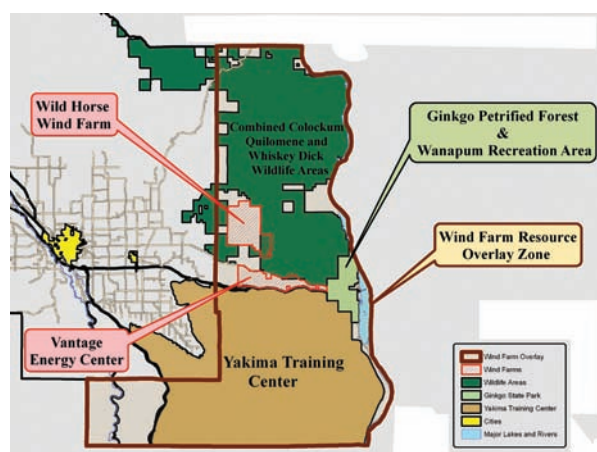 Wild Horse
Wind Farm
Combined Colockum
Quilomene and
Whiskey Dick
Wildlife Areas
Ginkgo Petrified Forest
&
Wanapum Recreation Area
Wind Farm Resource
Overlay Zone
Vantage
Energy Center
Yakima Training
Center
Wind Farm Overlay
Wind Farms
Wildlife Areas
Ginkgo State Park
Yakima Training Center
Cities
Major Lakes and Rivers